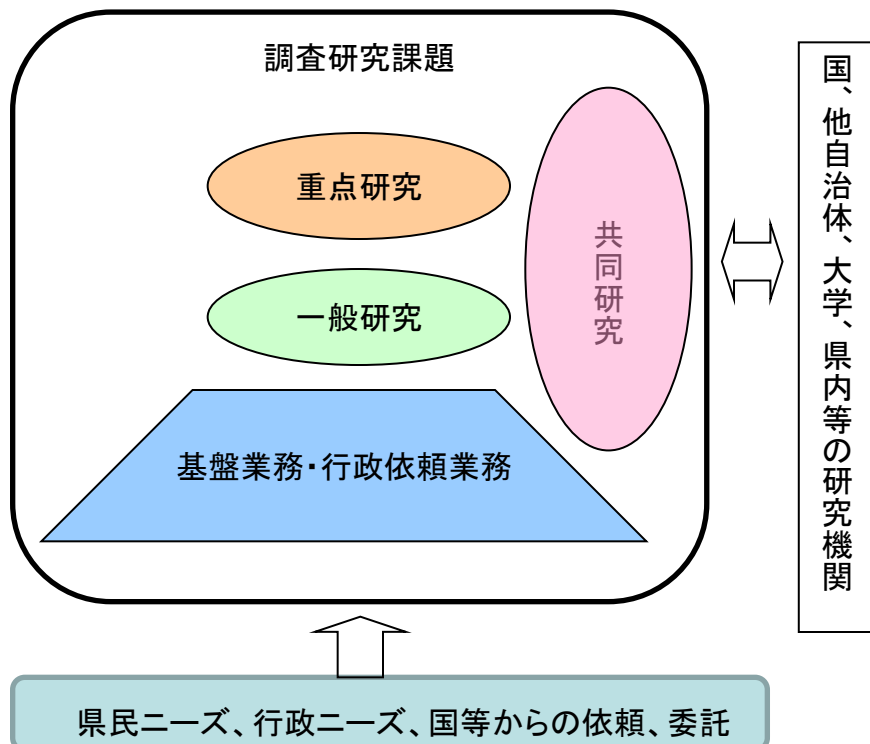 調査研究課題
重点研究
一般研究
共同研究
基盤業務・行政依頼業務
国、他自治体、大学、県内等の研究機関
県民ニーズ、行政ニーズ、国等からの依頼、委託